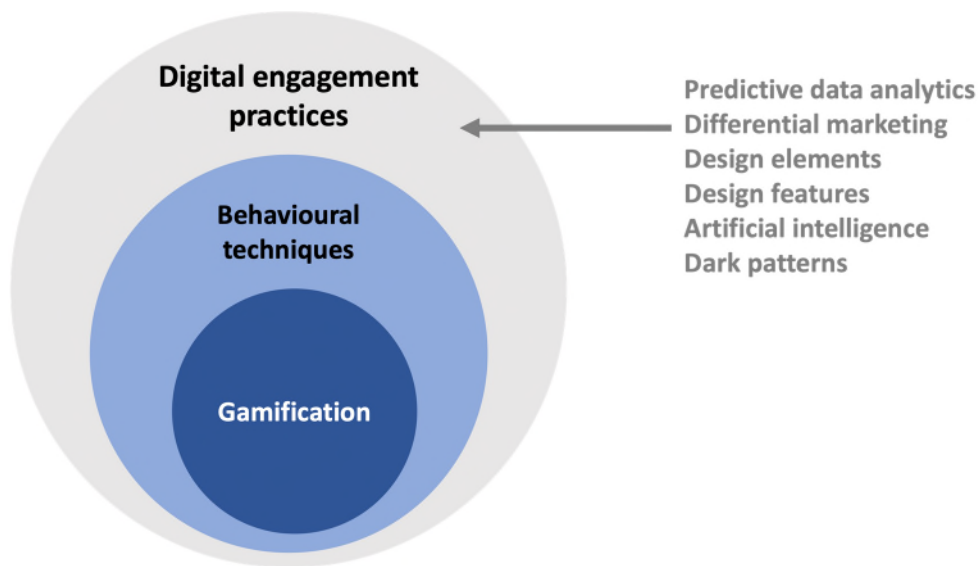 Digital engagement
practices
Behavioural
techniques
Gamification
Predictive data analytics
Differential marketing
Design elements
Design features
Artificial intelligence
Dark patterns